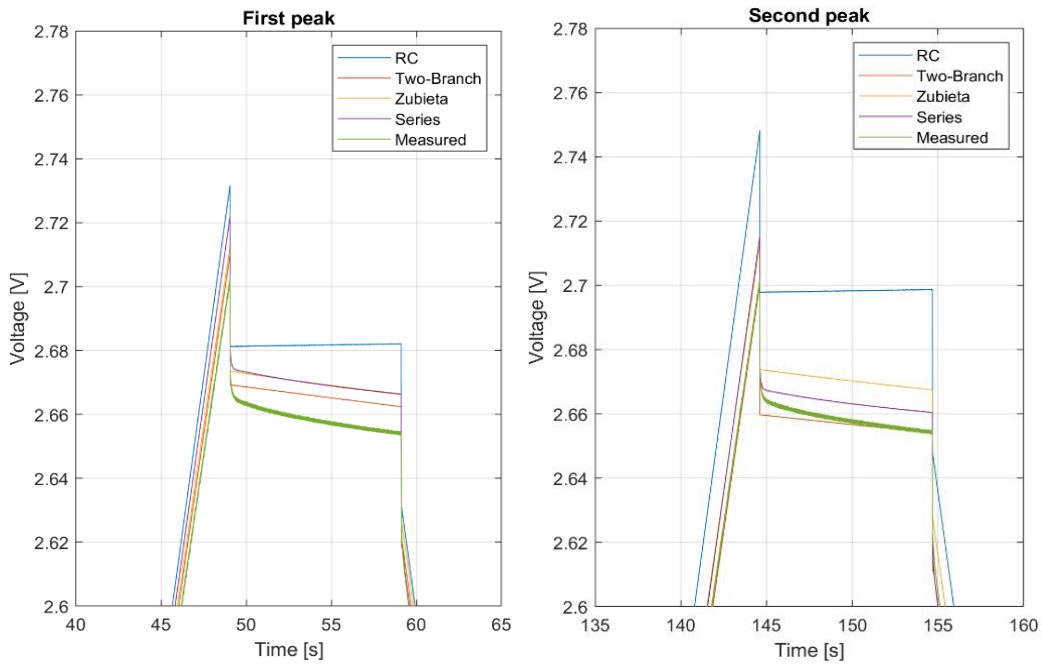 First peak
2.78
2.76
2.74
2.72
2.7
2.68
2.66
2.64
2.62
2.6
Voltage [V]
40
45
50
55
60
65
Time [s]
RC
Two-Branch
Zubieta
Series
Measured
Second peak
2.78
2.76
2.74
2.72
2.7
2.68
2.66
2.64
2.62
2.6
Voltage [V]
135
140
145
150
155
160
Time [s]
RC
Two-Branch
Zubieta
Series
Measured